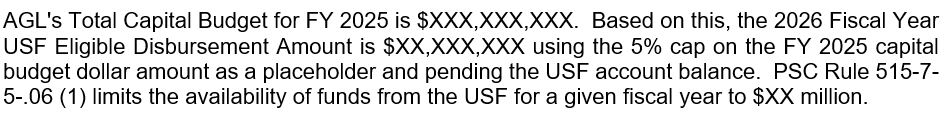 AGL's Total Capital Budget for FY 2025 is $XXX,XXX,XXX.  Based on this, the 2026 Fiscal Year
USF Eligible Disbursement Amount is $XX,XXX,XXX using the 5% cap on the FY 2025 capital
budget dollar amount as a placeholder and pending the USF account balance.  PSC Rule 515-7-
5-.06 (1) limits the availability of funds from the USF for a given fiscal year to $XX million.